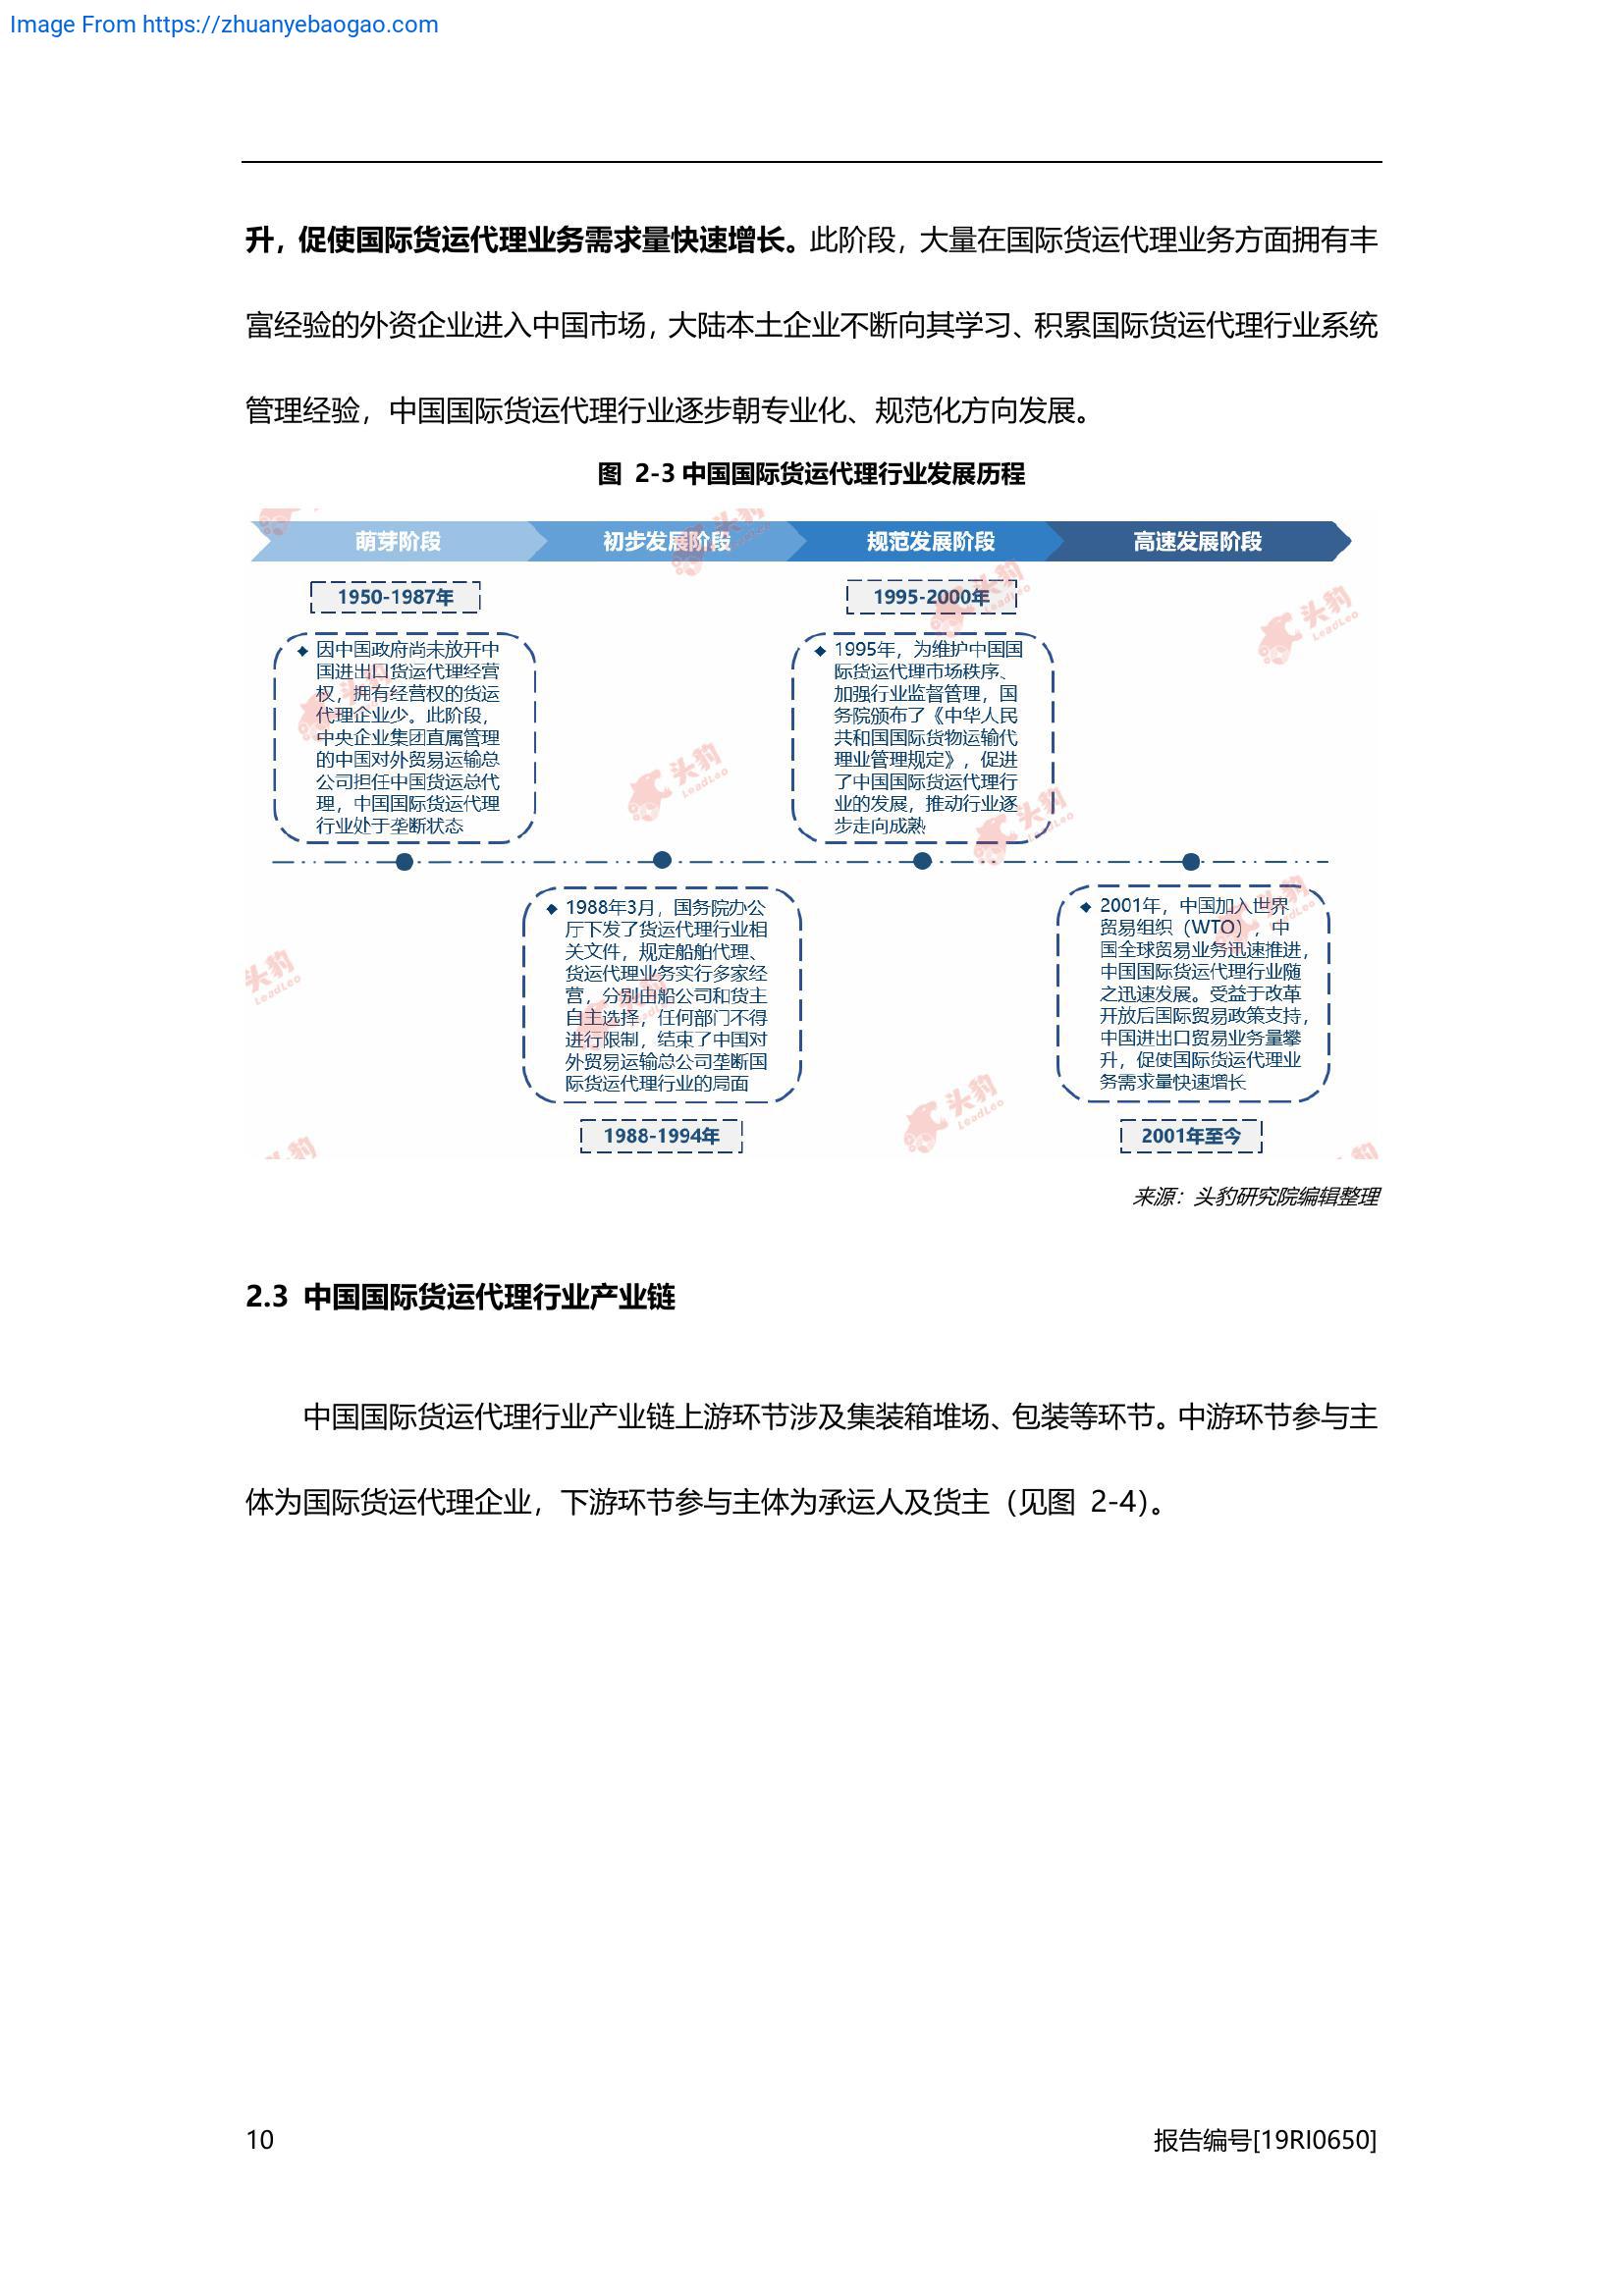 Image From https://zhuanyebaogao.com
升，促使国际货运代理业务需求量快速增长。此阶段，大量在国际货运代理业务方面拥有丰
富经验的外资企业进入中国市场，大陆本土企业不断向其学习、积累国际货运代理行业系统
管理经验，中国国际货运代理行业逐步朝专业化、规范化方向发展。
图 2-3 中国国际货运代理行业发展历程
萌芽阶段
初步发展阶段
规范发展阶段
高速发展阶段
1950-1987年
◆ 因中国政府尚未放开中
国进出口货运代理经营
权，拥有经营权的货运
代理企业少。此阶段，
中央企业集团直属管理
的中国对外贸易运输总
公司担任中国货运总代
理，中国国际货运代理
行业处于垄断状态
1995-2000年
◆ 1995年，为维护中国国
际货运代理市场秩序、
加强行业监督管理，国
务院颁布了《中华人民
共和国国际货物运输代
理业管理规定》，促进
了中国国际货运代理行
业的发展，推动行业逐
步走向成熟
◆ 1988年3月，国务院办公
厅下发了货运代理行业相
关文件，规定船舶代理、
货运代理业务实行多家经
营，分别由船公司和货主
自主选择，任何部门不得
进行限制，结束了中国对
外贸易运输总公司垄断国
际货运代理行业的局面
1988-1994年
◆ 2001年，中国加入世界
贸易组织（WTO），中
国全球贸易业务迅速推进，
中国国际货运代理行业随
之迅速发展。受益于改革
开放后国际贸易政策支持，
中国进出口贸易业务量攀
升，促使国际货运代理业
务需求量快速增长
2001年至今
头豹
LeadLeo
来源：头豹研究院编辑整理
2.3 中国国际货运代理行业产业链
中国国际货运代理行业产业链上游环节涉及集装箱堆场、包装等环节。中游环节参与主
体为国际货运代理企业，下游环节参与主体为承运人及货主（见图 2-4）。
10
报告编号[19RI0650]